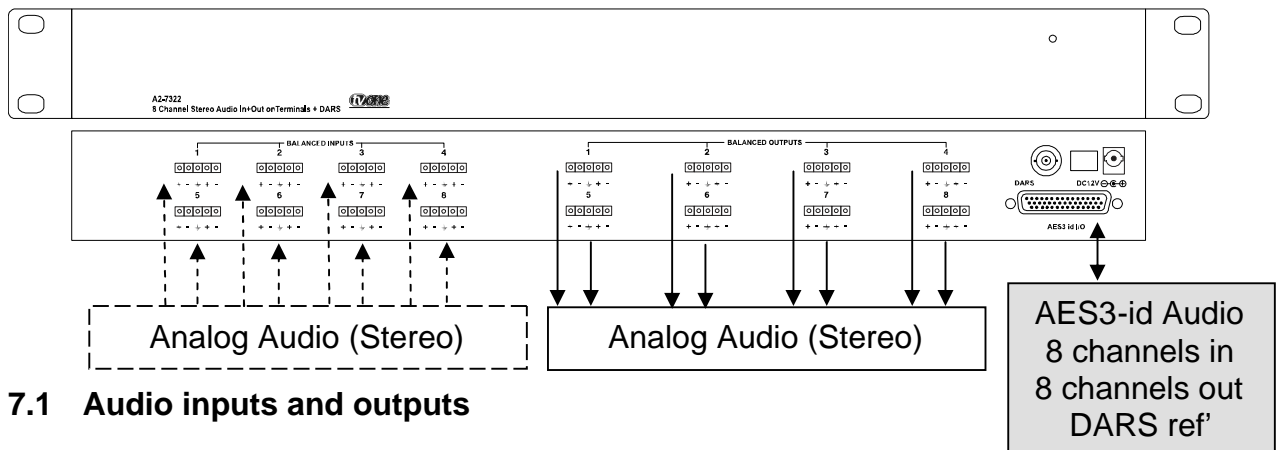 A2-7322
8 Channel Stereo Audio In+Out onTerminals + DARS tvone
BALANCED INPUTS
1 2 3 4
+ - ⏚ + - + - ⏚ + - + - ⏚ + - + - ⏚ + -
5 6 7 8
+ - ⏚ + - + - ⏚ + - + - ⏚ + - + - ⏚ + -
BALANCED OUTPUTS
1 2 3 4
+ - ⏚ + - + - ⏚ + - + - ⏚ + - + - ⏚ + -
5 6 7 8
+ - ⏚ + - + - ⏚ + - + - ⏚ + - + - ⏚ + -
DARS DC12V
AES3 id I/O
Analog Audio (Stereo)
Analog Audio (Stereo)
AES3-id Audio
8 channels in
8 channels out
DARS ref’
7.1 Audio inputs and outputs